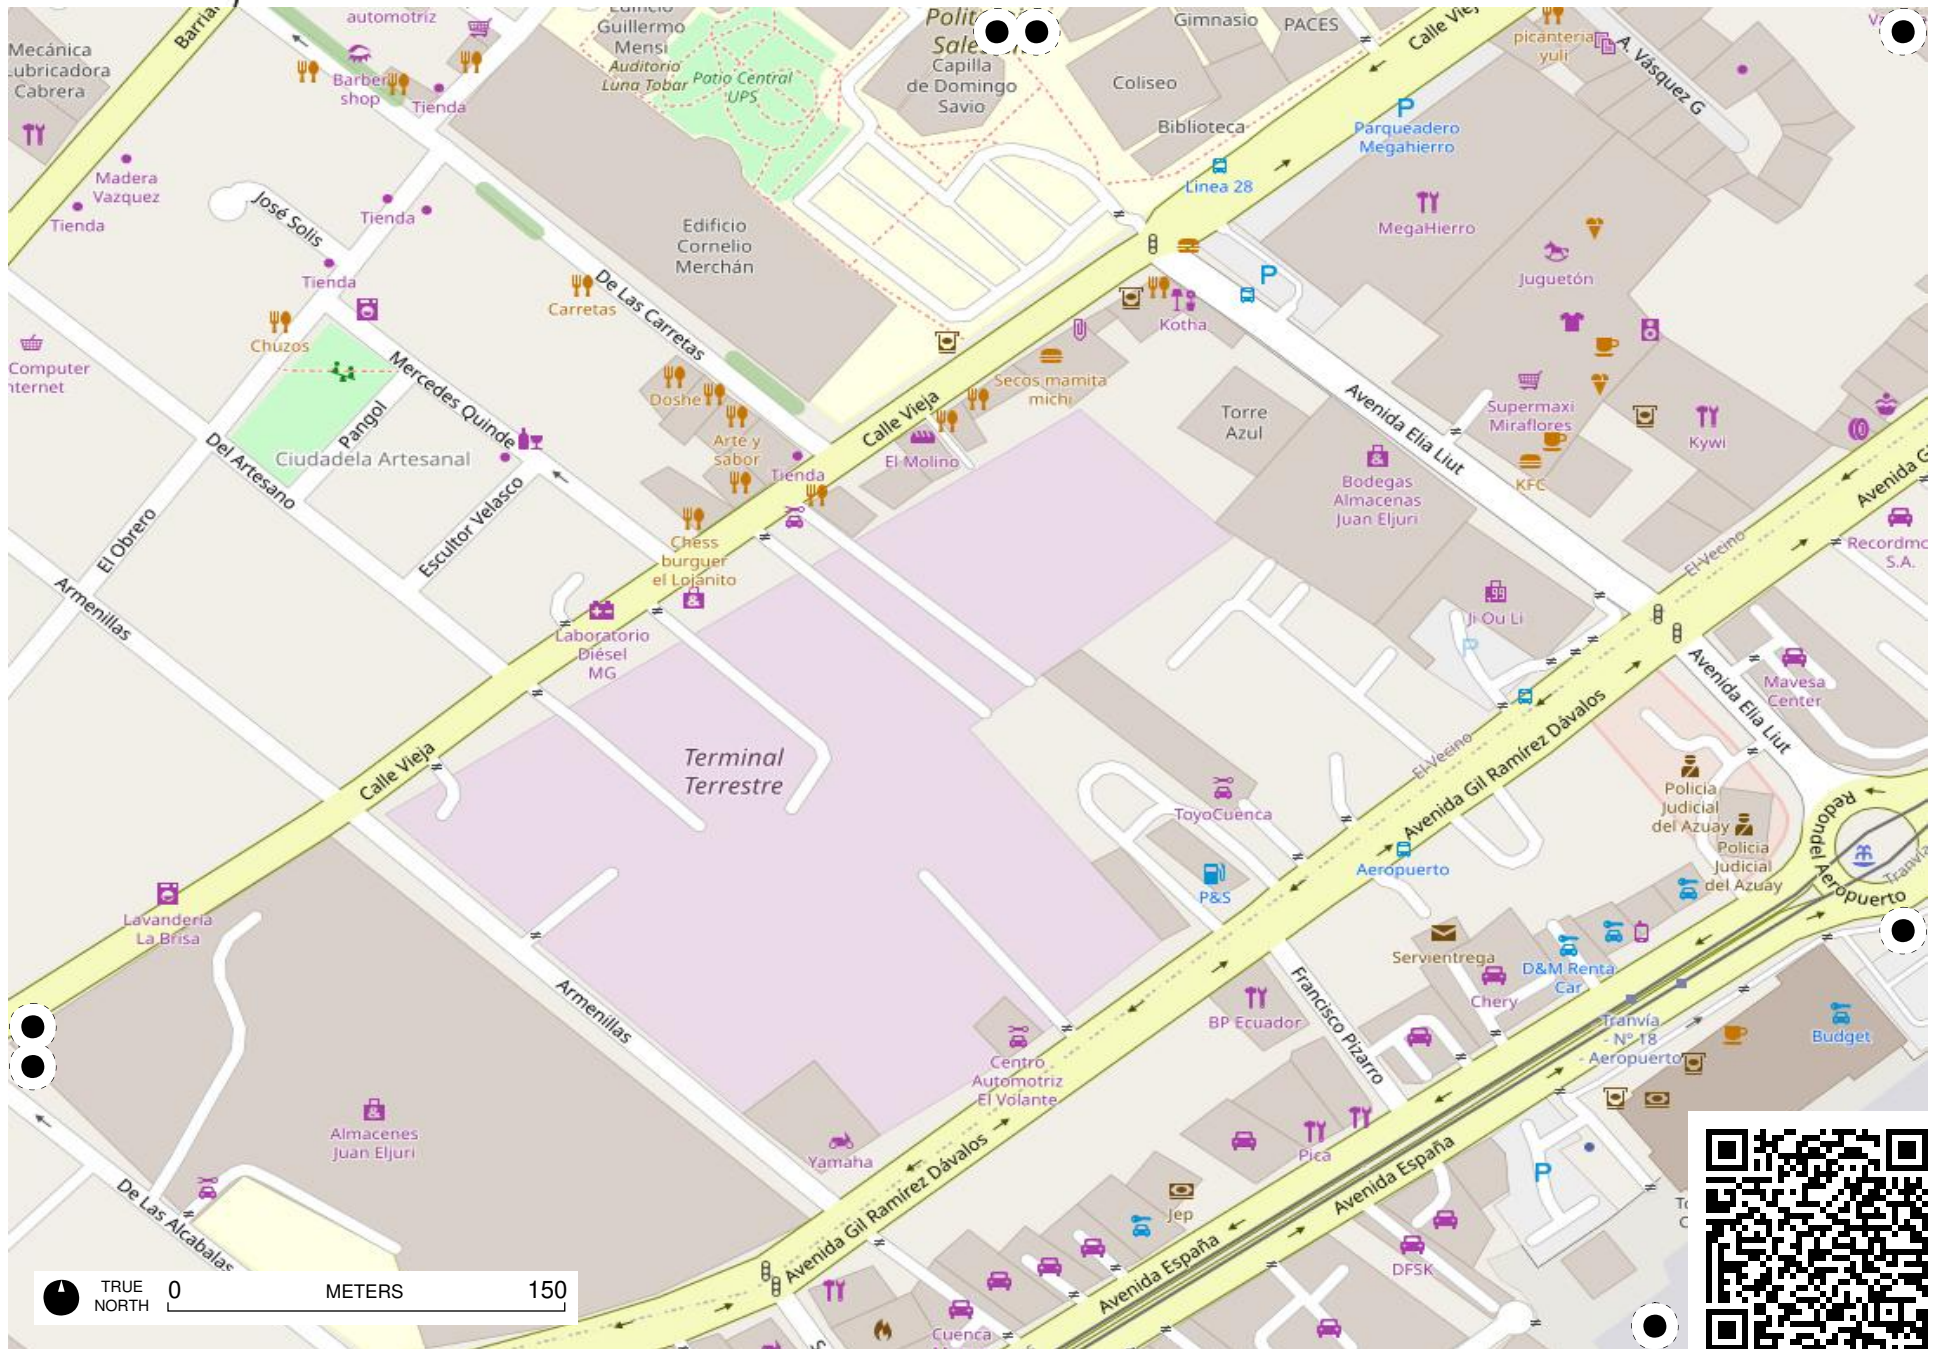 automotriz
Mecánica
Lubricadora
Cabrera
Barber
shop
Tienda
Edificio
Guillermo
Mensi
Auditorio
Luna Tobar
Patio Central
UPS
Capilla
de Domingo
Savio
Gimnasio
PACES
Coliseo
Biblioteca
Calle Vieja
picantería
yuli
A. Vásquez G
Parqueadero
Megahierro
Linea 28
MegaHierro
Juguetón
Madera
Vazquez
Tienda
José Solis
Tienda
Tienda
Edificio
Cornelio
Merchán
De Las Carretas
Carretas
Chuzos
Computer
Mercedes Quinde
Pangol
Ciudadela Artesanal
Del Artesano
El Obrero
Escultor Velasco
Armenillas
Doshe
Arte y
sabor
Tienda
Calle Vieja
El Molino
Secos mamita
michi
Kotha
Torre
Azul
Avenida Elia Liut
Bodegas
Almacenas
Juan Eljuri
Supermaxi
Miraflores
KFC
Kywi
Avenida G
El Vecino
Recordmo
S.A.
Ji Ou Li
P
Chess
burguer
el Lojanito
Laboratorio
Diésel
MG
Terminal
Terrestre
Calle Vieja
Avenida Elia Liut
Mavesa
Center
El Vecino
Avenida Gil Ramírez Dávalos
Policia
Judicial
del Azuay
Policia
Judicial
del Azuay
Redondel Aeropuerto
Tranvía
ToyoCuenca
P&S
Aeropuerto
Servientrega
Chery
D&M Renta
Car
Lavanderia
La Brisa
Armenillas
BP Ecuador
Francisco Pizarro
Tranvía
- N° 18
- Aeropuerto
Budget
Centro
Automotriz
El Volante
Almacenes
Juan Eljuri
Yamaha
Avenida Gil Ramírez Dávalos
Pica
Jep
Avenida España
Avenida España
P
DFSK
De Las Alcabalas
Cuenca
TRUE
NORTH
0 METERS 150